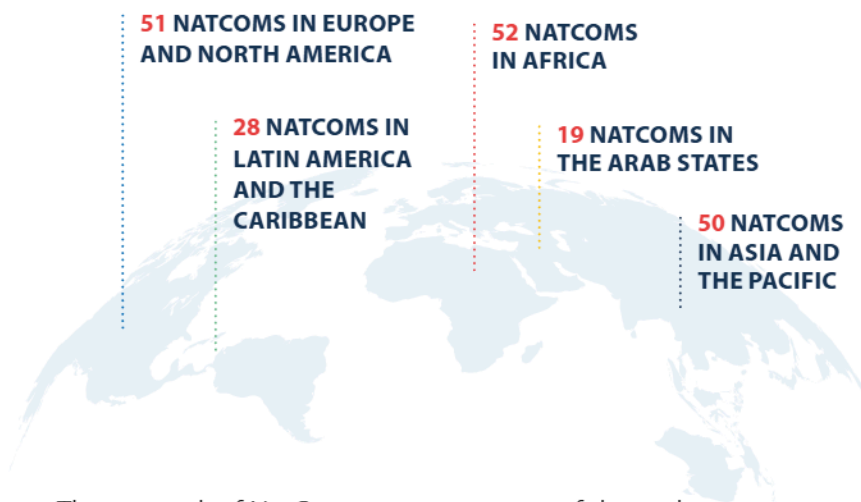 51 NATCOMS IN EUROPE
AND NORTH AMERICA
28 NATCOMS IN
LATIN AMERICA
AND THE
CARIBBEAN
52 NATCOMS
IN AFRICA
19 NATCOMS IN
THE ARAB STATES
50 NATCOMS
IN ASIA AND
THE PACIFIC